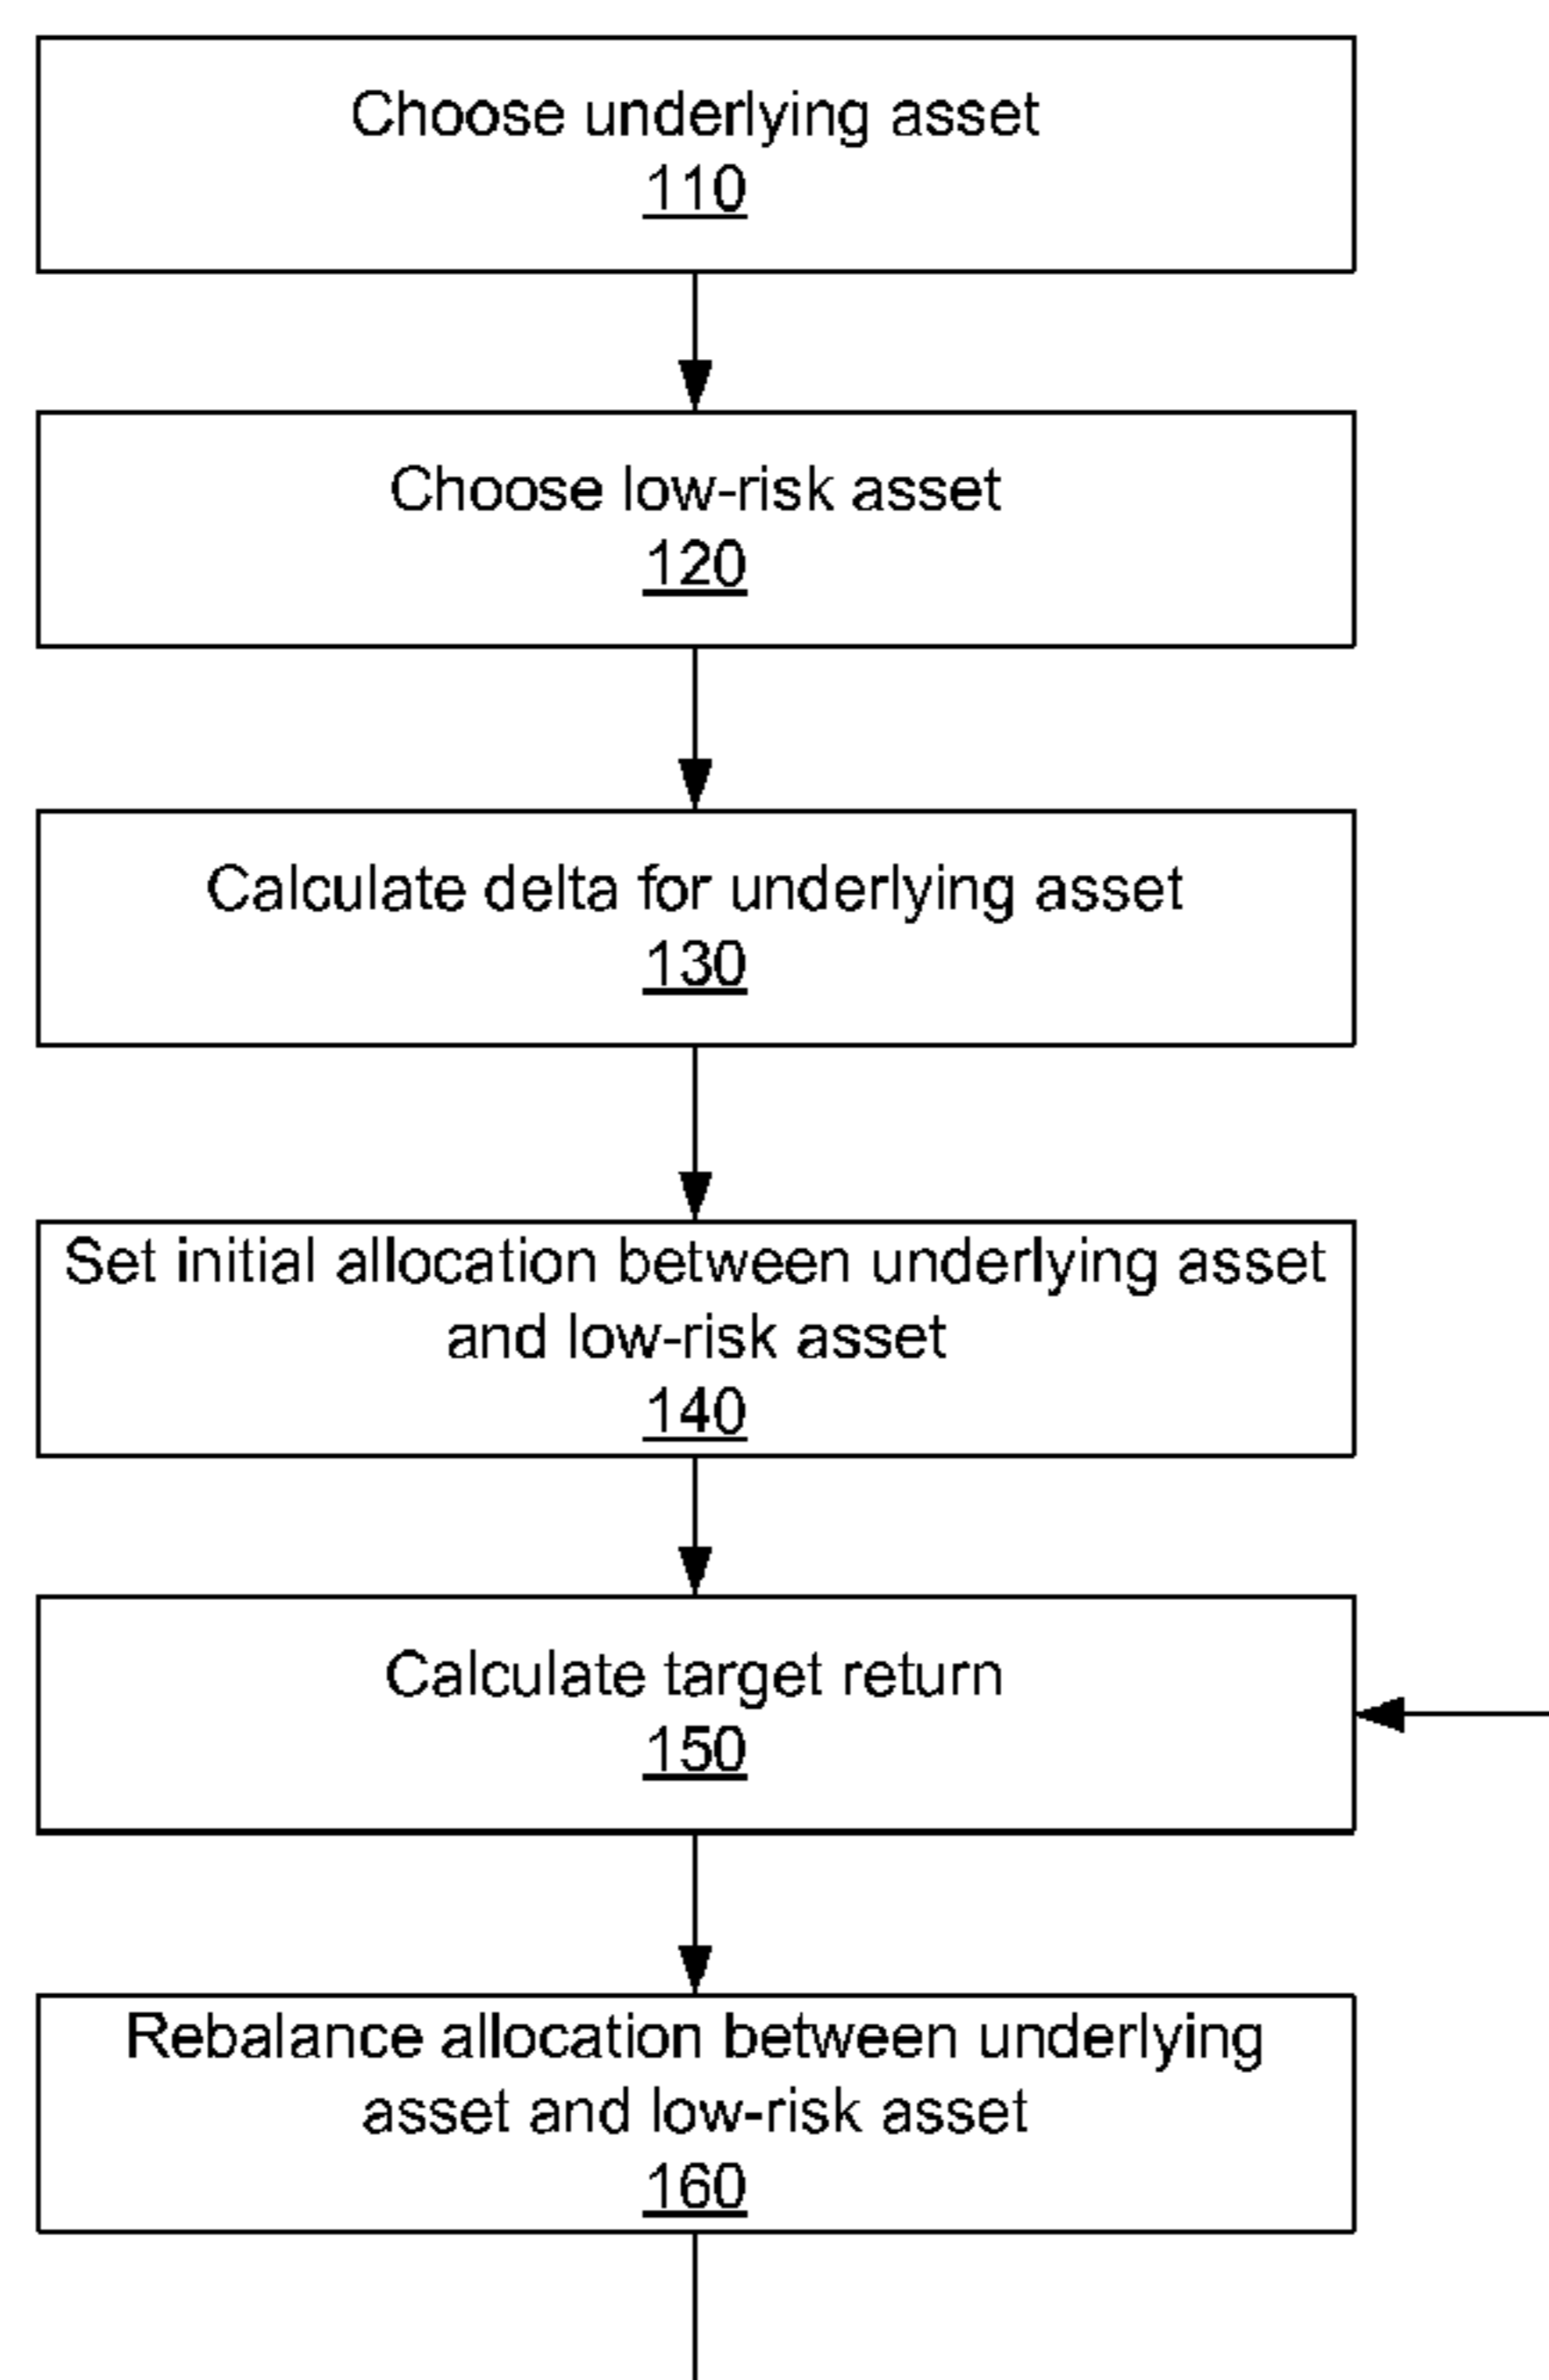 Choose underlying asset
110
Choose low-risk asset
120
Calculate delta for underlying asset
130
Set initial allocation between underlying asset
and low-risk asset
140
Calculate target return
150
Rebalance allocation between underlying
asset and low-risk asset
160